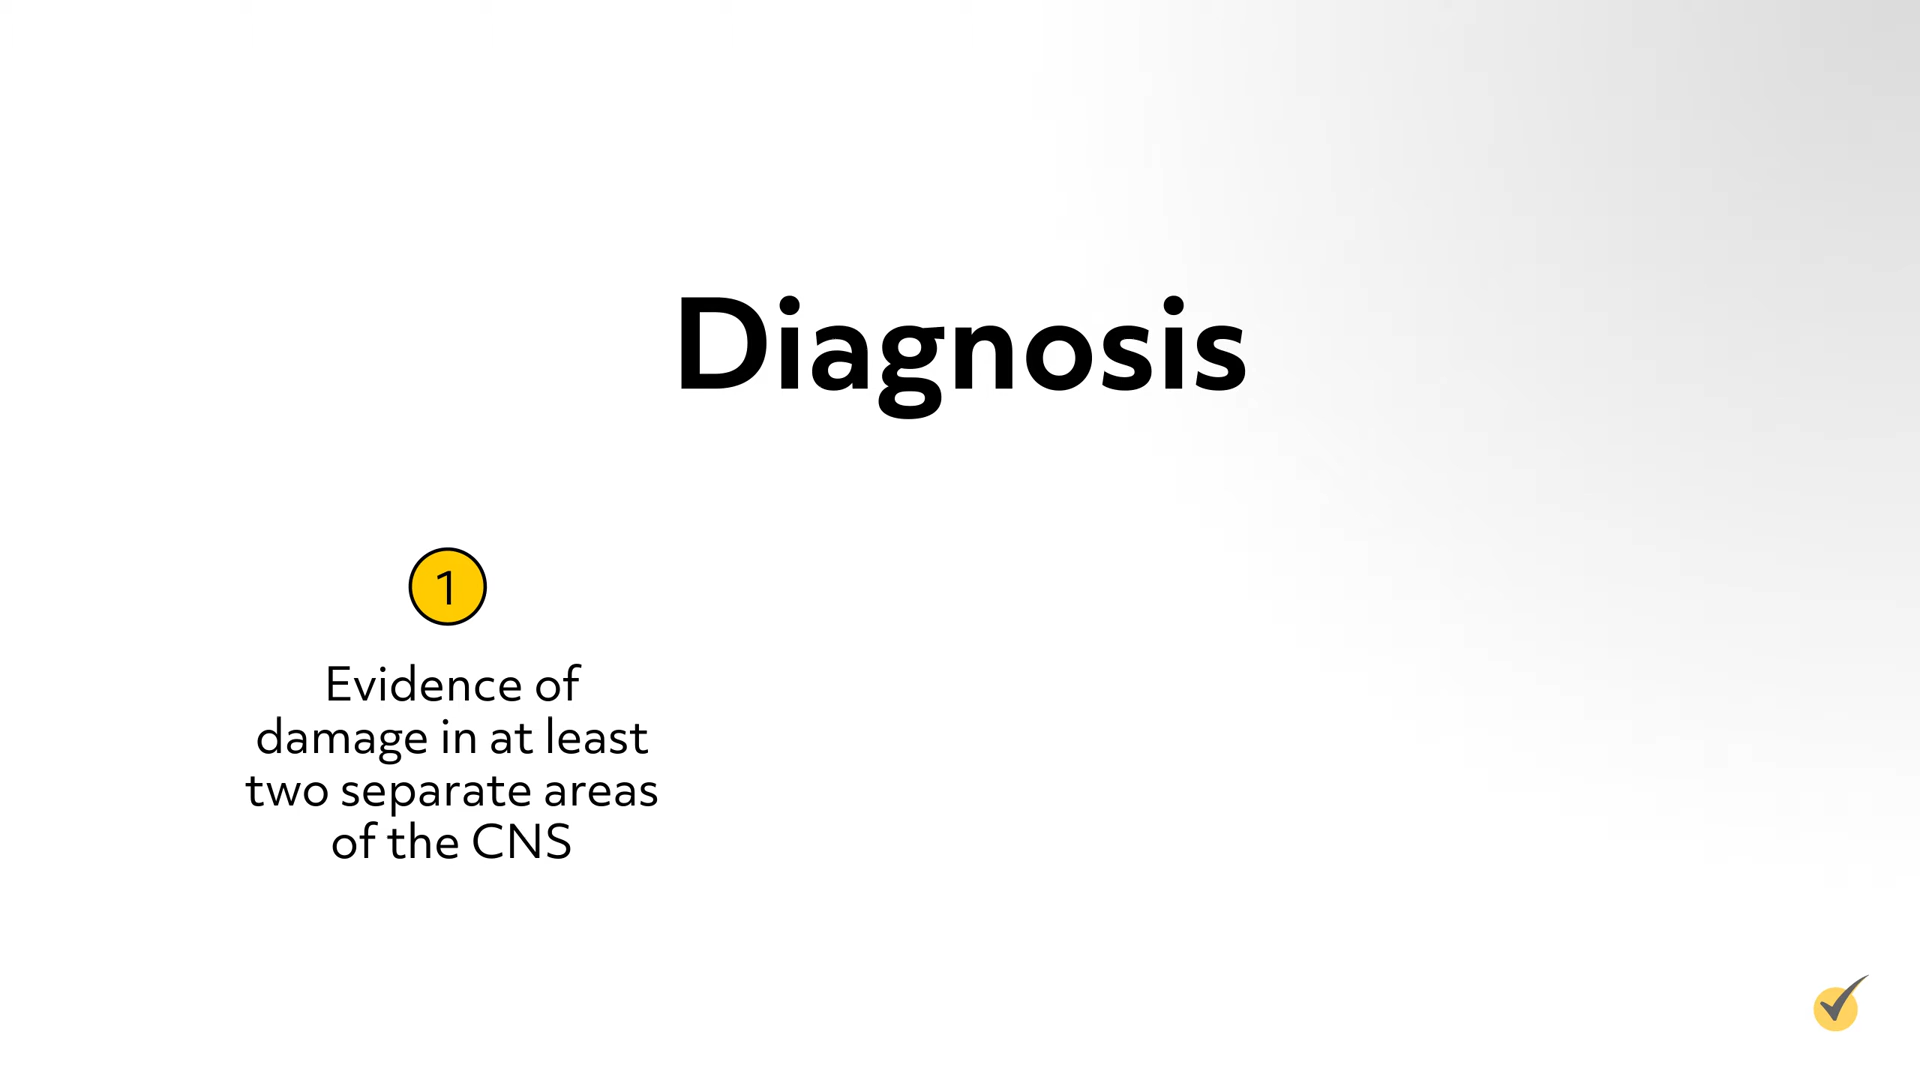 Diagnosis
1
Evidence of
damage in at least
two separate areas
of the CNS